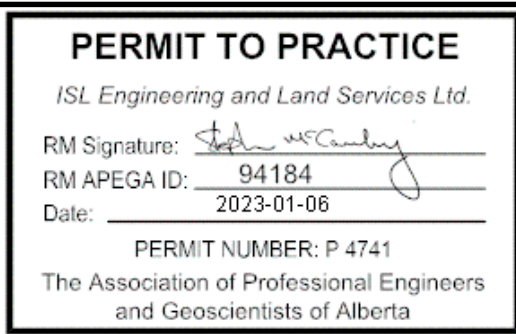 PERMIT TO PRACTICE
ISL Engineering and Land Services Ltd.
RM Signature:
RM APEGA ID: 94184
Date: 2023-01-06
PERMIT NUMBER: P 4741
The Association of Professional Engineers
and Geoscientists of Alberta